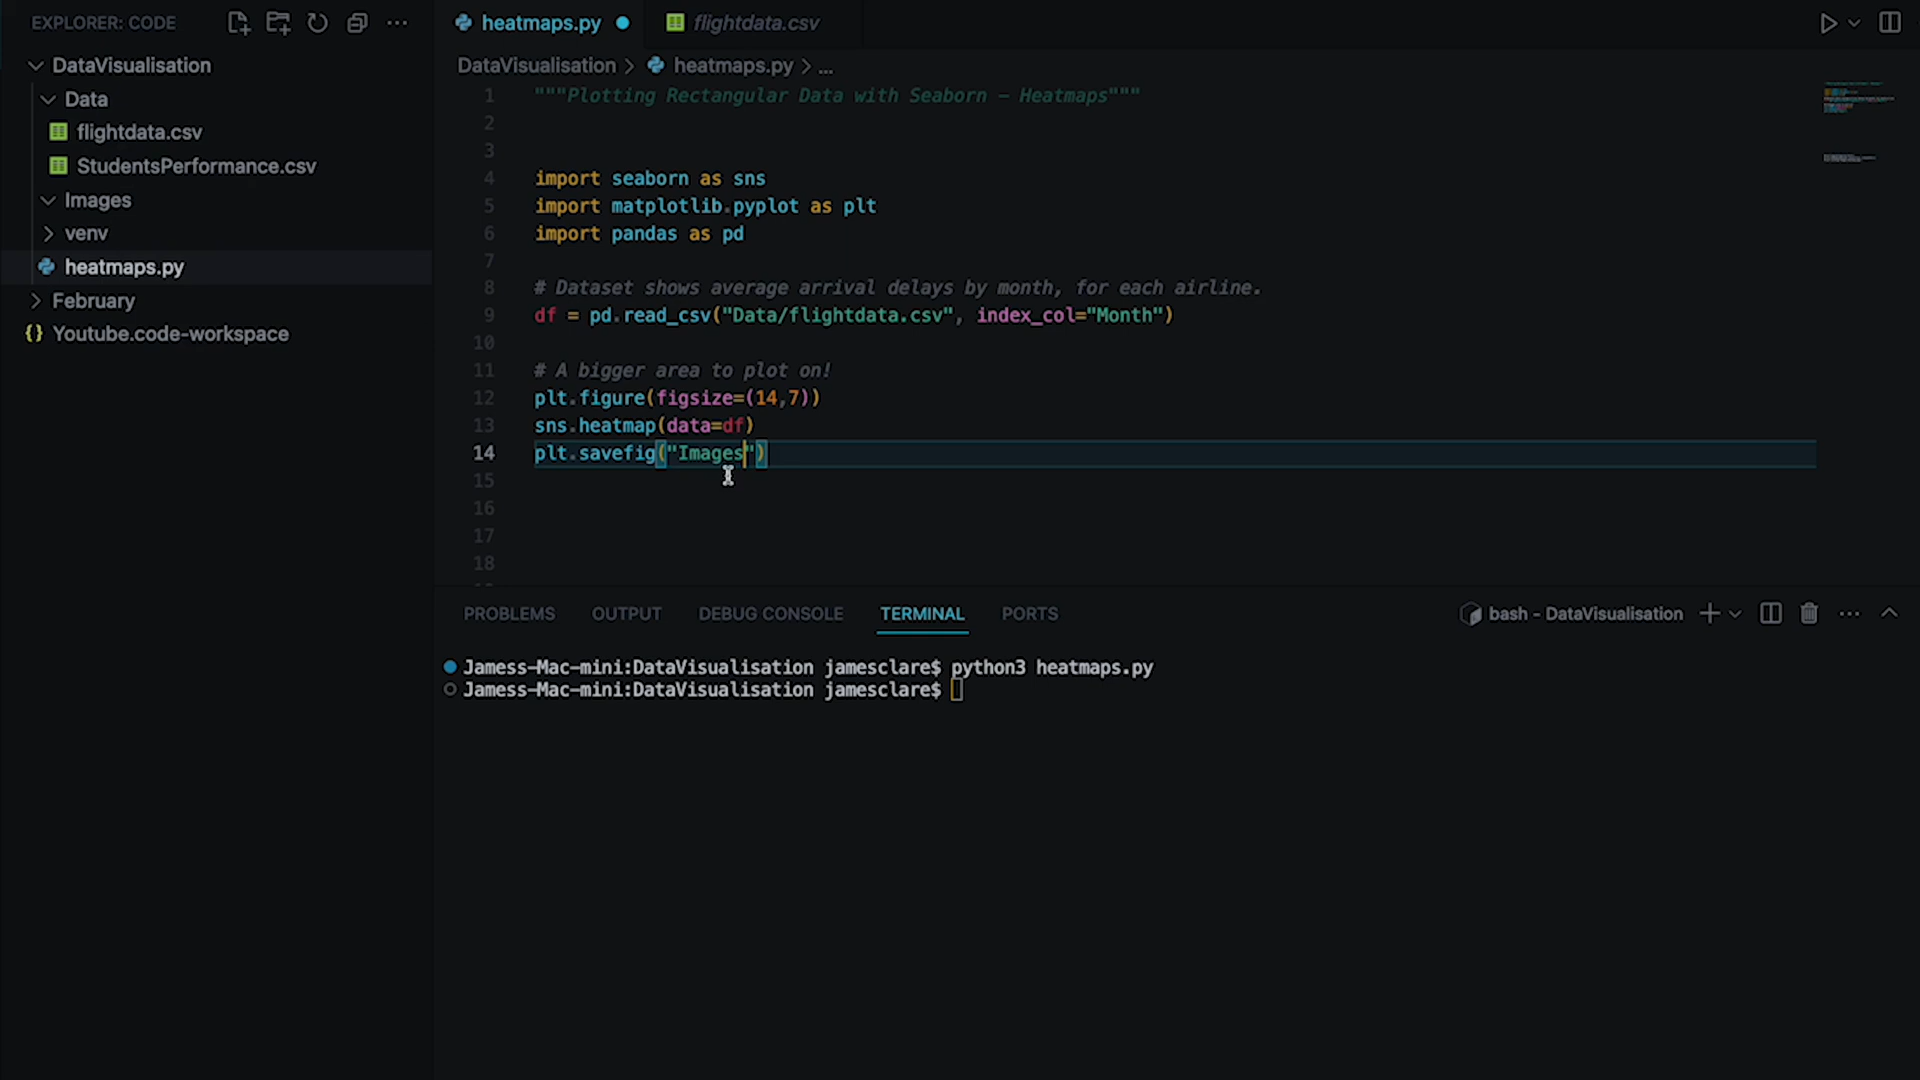 EXPLORER: CODE
DataVisualisation
Data
flightdata.csv
StudentsPerformance.csv
Images
venv
heatmaps.py
February
{} Youtube.code-workspace
heatmaps.py
flightdata.csv
DataVisualisation > heatmaps.py > ...
1 """Plotting Rectangular Data with Seaborn – Heatmaps"""
2
3
4 import seaborn as sns
5 import matplotlib.pyplot as plt
6 import pandas as pd
7
8 # Dataset shows average arrival delays by month, for each airline.
9 df = pd.read_csv("Data/flightdata.csv", index_col="Month")
10
11 # A bigger area to plot on!
12 plt.figure(figsize=(14,7))
13 sns.heatmap(data=df)
14 plt.savefig("Images")
15
16
17
18
PROBLEMS OUTPUT DEBUG CONSOLE TERMINAL PORTS
bash - DataVisualisation
Jamess-Mac-mini:DataVisualisation jamesclare$ python3 heatmaps.py
Jamess-Mac-mini:DataVisualisation jamesclare$